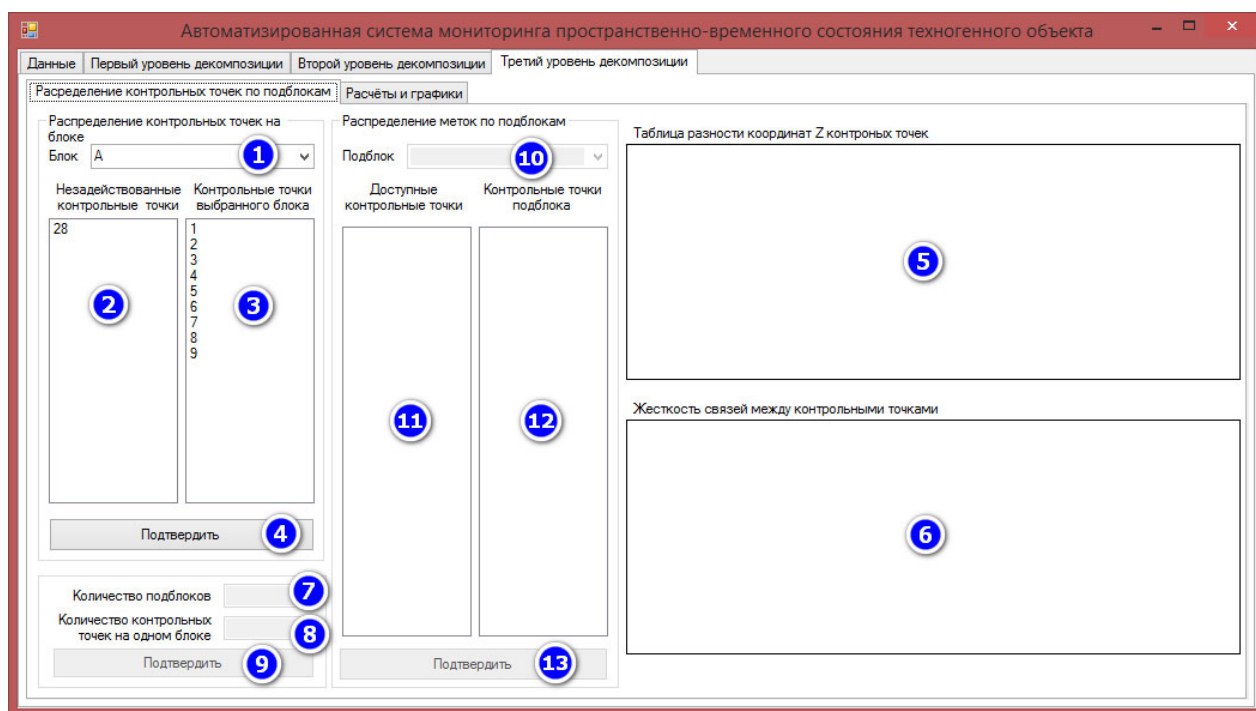 Автоматизированная система мониторинга пространственно-временного состояния техногенного объекта
Данные Первый уровень декомпозиции Второй уровень декомпозиции Третий уровень декомпозиции
Распределение контрольных точек по подблокам Расчёты и графики
Распределение контрольных точек на
блоке
Блок A 1
Незадействованные
контрольные точки
Контрольные точки
выбранного блока
28
2
1
2
3
4
5
6
7
8
9
3
Подтвердить 4
Количество подблоков 7
Количество контрольных
точек на одном блоке 8
Подтвердить 9
Распределение меток по подблокам
Подблок 10
Доступные
контрольные точки
Контрольные точки
подблока
11
12
Подтвердить 13
Таблица разности координат Z контроных точек
5
Жесткость связей между контрольными точками
6